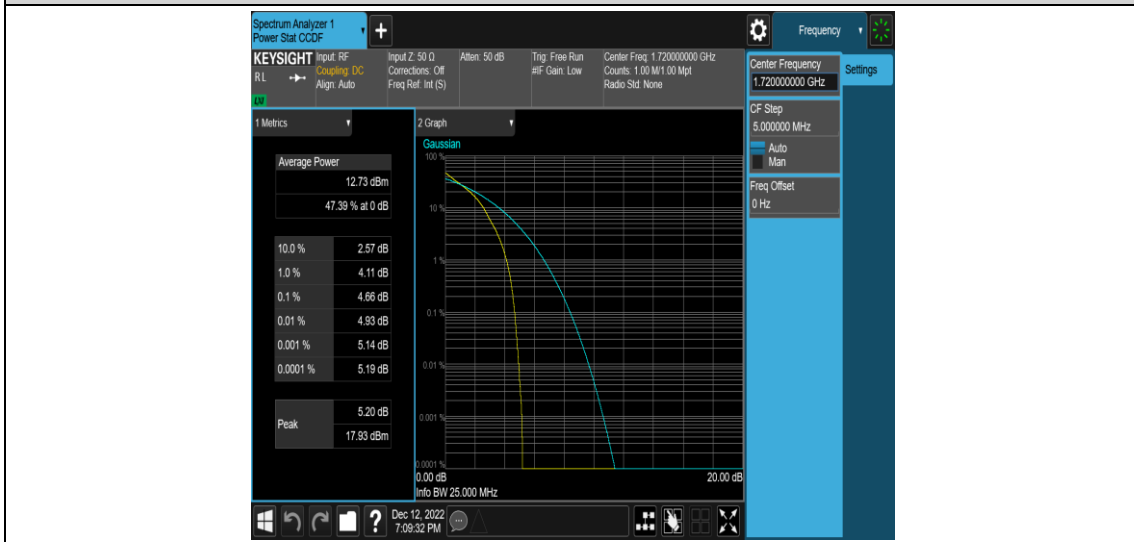 Spectrum Analyzer 1
Power Stat CCDF
+
Frequency
KEYSIGHT
RL
Input: RF
Coupling: DC
Align: Auto
Input Z: 50 Ω
Corrections: Off
Freq Ref: Int (S)
Atten: 50 dB
Trig: Free Run
#IF Gain: Low
Center Freq: 1.720000000 GHz
Counts: 1.00 M/1.00 Mpt
Radio Std: None
Center Frequency
1.72000000 GHz
Settings
CF Step
5.000000 MHz
Auto
Man
Freq Offset
0 Hz
1 Metrics
Average Power
12.73 dBm
47.39 % at 0 dB
10.0 % 2.57 dB
1.0 % 4.11 dB
0.1 % 4.66 dB
0.01 % 4.93 dB
0.001 % 5.14 dB
0.0001 % 5.19 dB
Peak
5.20 dB
17.93 dBm
2 Graph
Gaussian
100 %
10 %
1 %
0.1 %
0.01 %
0.001 %
0.0001 %
0.00 dB
20.00 dB
Info BW 25.000 MHz
?
Dec 12, 2022
7:09:32 PM